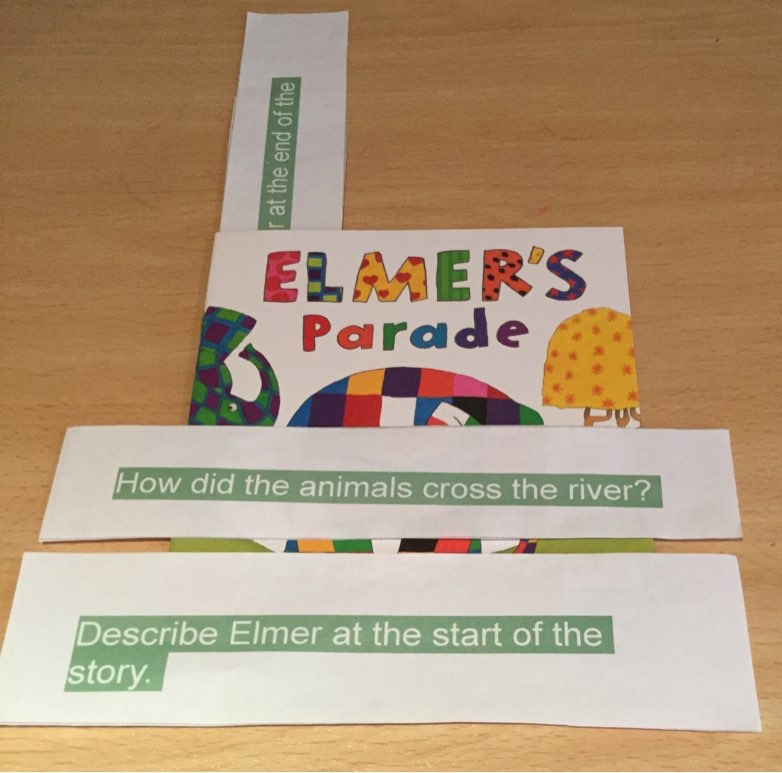 r at the end of the
ELMER'S
Parade
How did the animals cross the river?
Describe Elmer at the start of the
story.